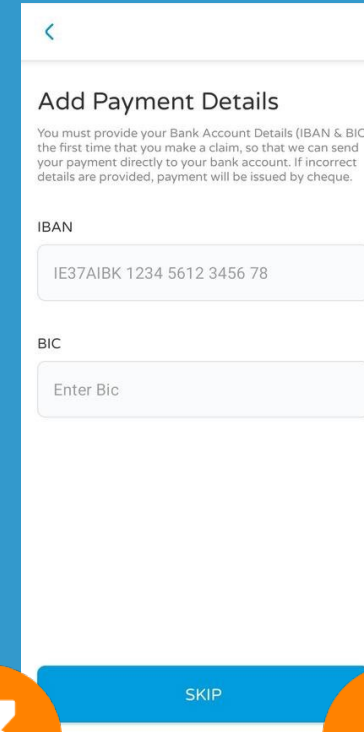 Add Payment Details
You must provide your Bank Account Details (IBAN & BIC
the first time that you make a claim, so that we can send
your payment directly to your bank account. If incorrect
details are provided, payment will be issued by cheque.
IBAN
IE37AIBK 1234 5612 3456 78
BIC
Enter Bic
SKIP